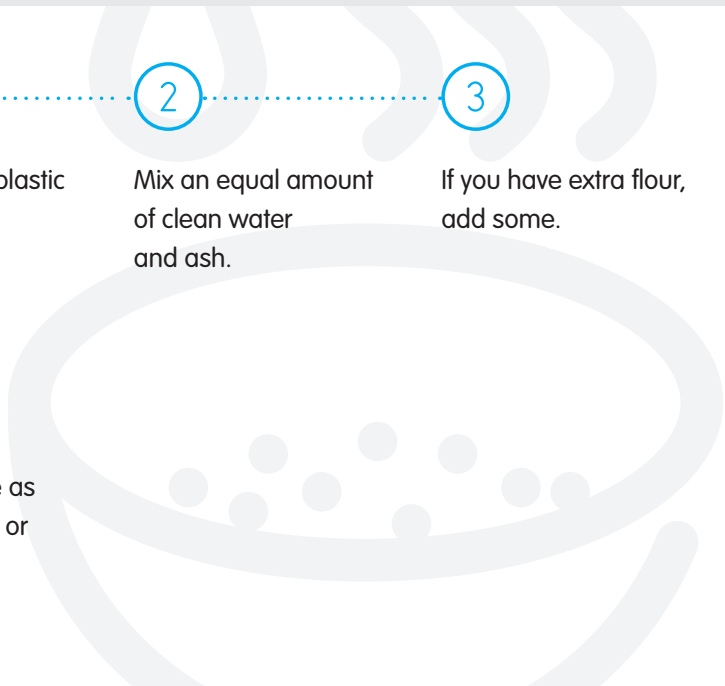 2
3
plastic
Mix an equal amount
of clean water
and ash.
If you have extra flour,
add some.
as
or